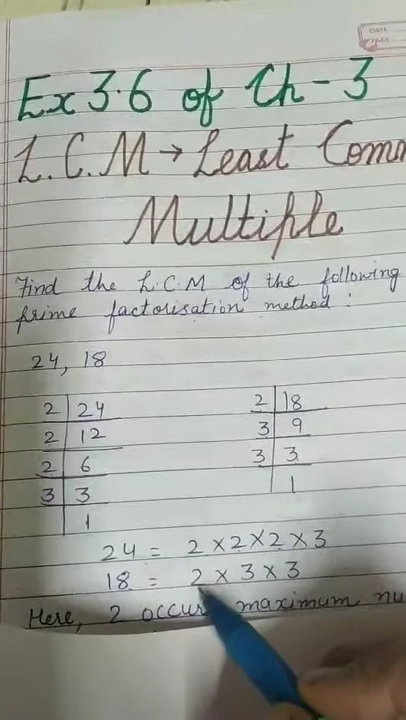 Ex 3.6 of Ch-3
L.C.M → Least Comm
Multiple
Find the L.C.M of the following
prime factorisation method :
24, 18
2 24
2 12
2 6
3 3
1
2 18
3 9
3 3
1
24 = 2×2×2×3
18 = 2×3×3
Here, 2 occur maximum nu